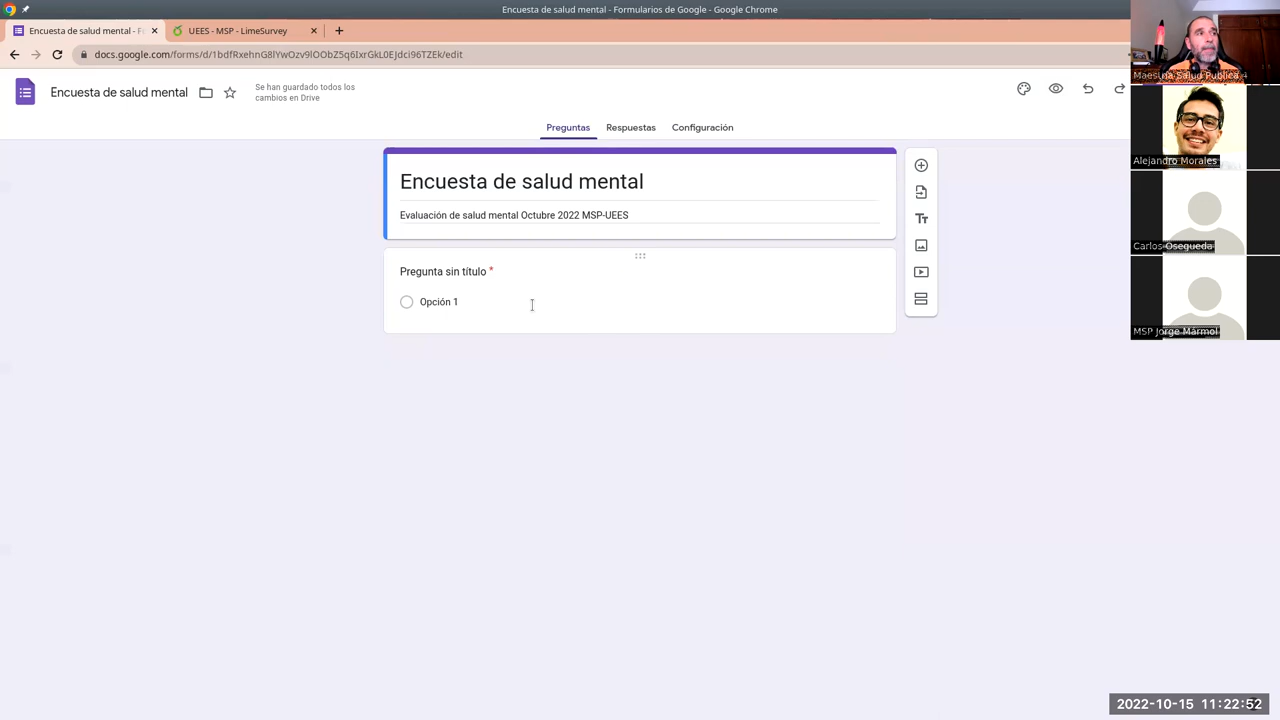 Encuesta de salud mental - Formularios de Google - Google Chrome
Encuesta de salud mental - F
UEES - MSP - LimeSurvey
docs.google.com/forms/d/1bdfRxehnG8lYwOzv9lOObZ5q6IxrGkL0EJdci96TZEk/edit
Encuesta de salud mental
Se han guardado todos los
cambios en Drive
Preguntas
Respuestas
Configuración
Encuesta de salud mental
Evaluación de salud mental Octubre 2022 MSP-UEES
Pregunta sin título *
Opción 1
Tr
Maestria Salud Publica
Alejandro Morales
Carlos Osegueda
MSP Jorge Mármol
2022-10-15 11:22:52